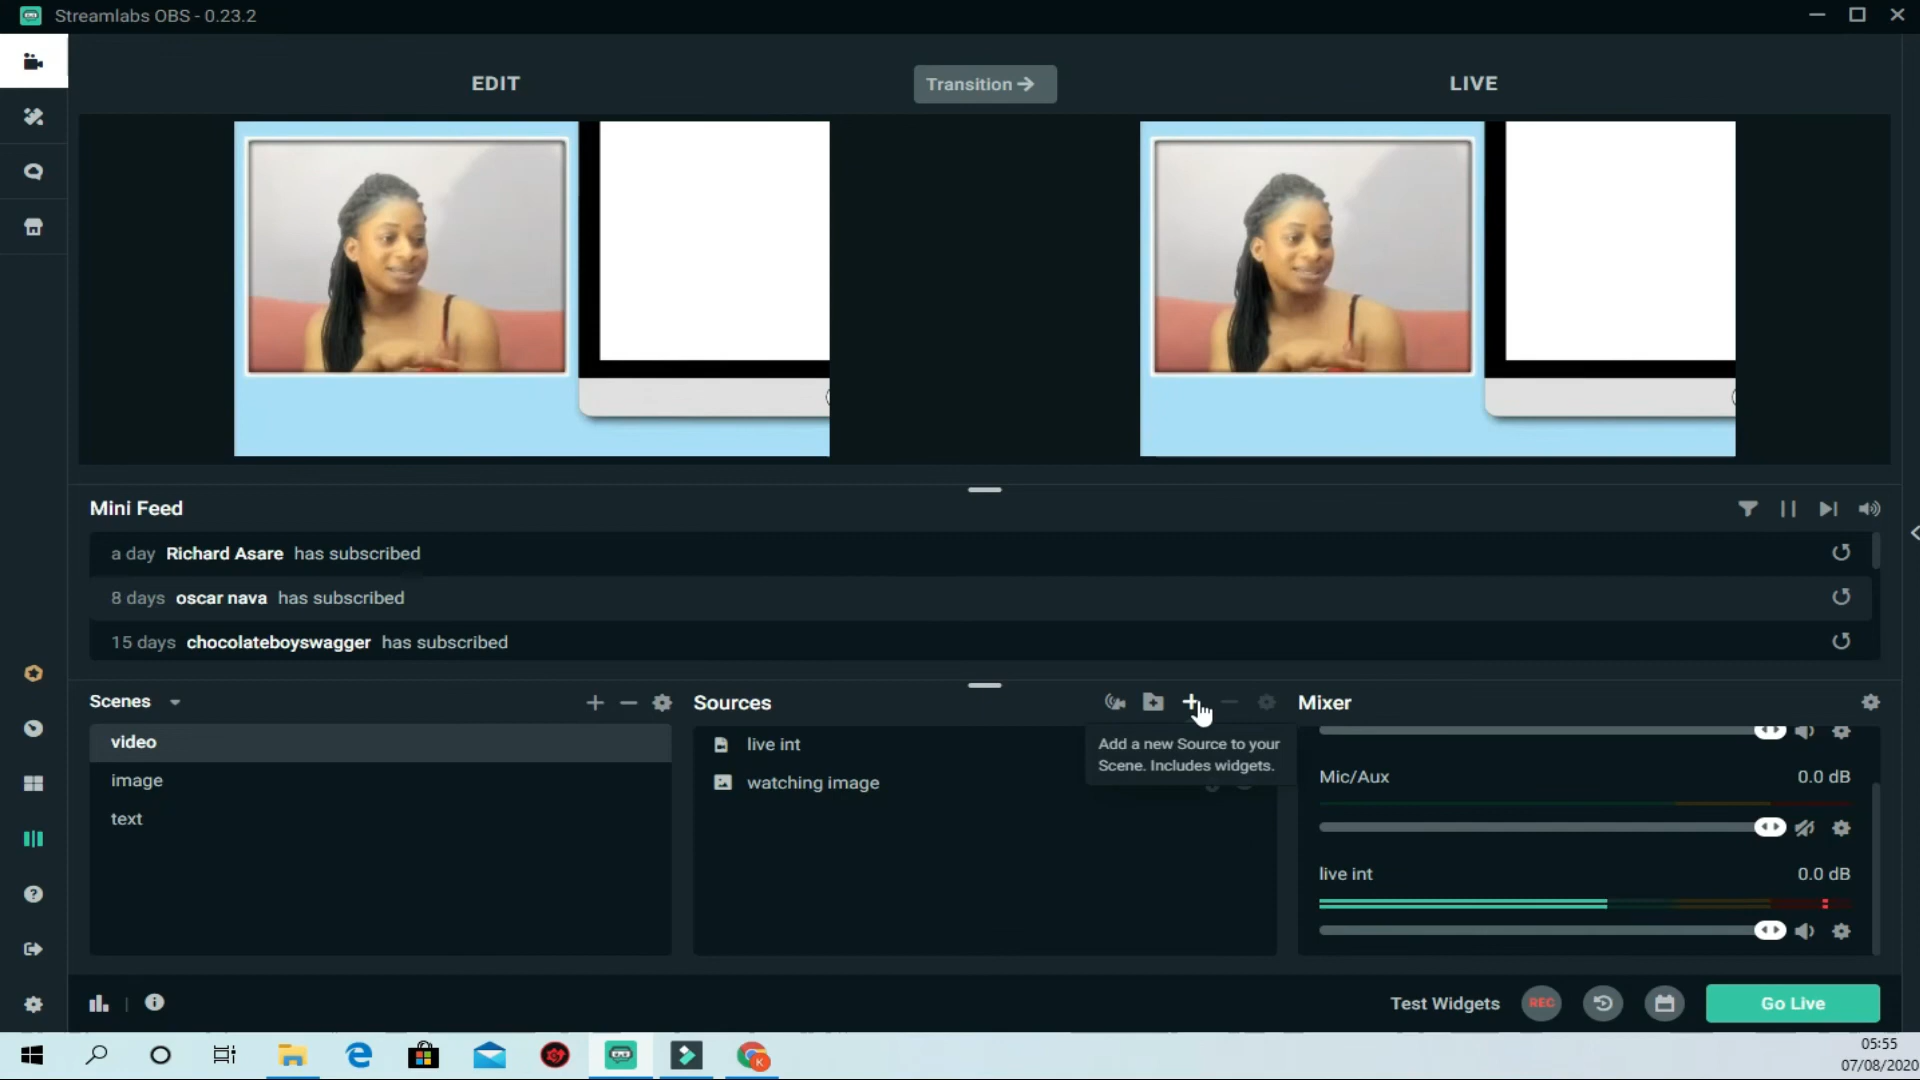 Streamlabs OBS - 0.23.2
EDIT
Transition
LIVE
Mini Feed
a day Richard Asare has subscribed
8 days oscar nava has subscribed
15 days chocolateboyswagger has subscribed
Scenes
Sources
Mixer
video
image
text
live int
watching image
Add a new Source to your
Scene. Includes widgets.
Mic/Aux 0.0 dB
live int 0.0 dB
Test Widgets
REC
Go Live
K
05:55
07/08/2020